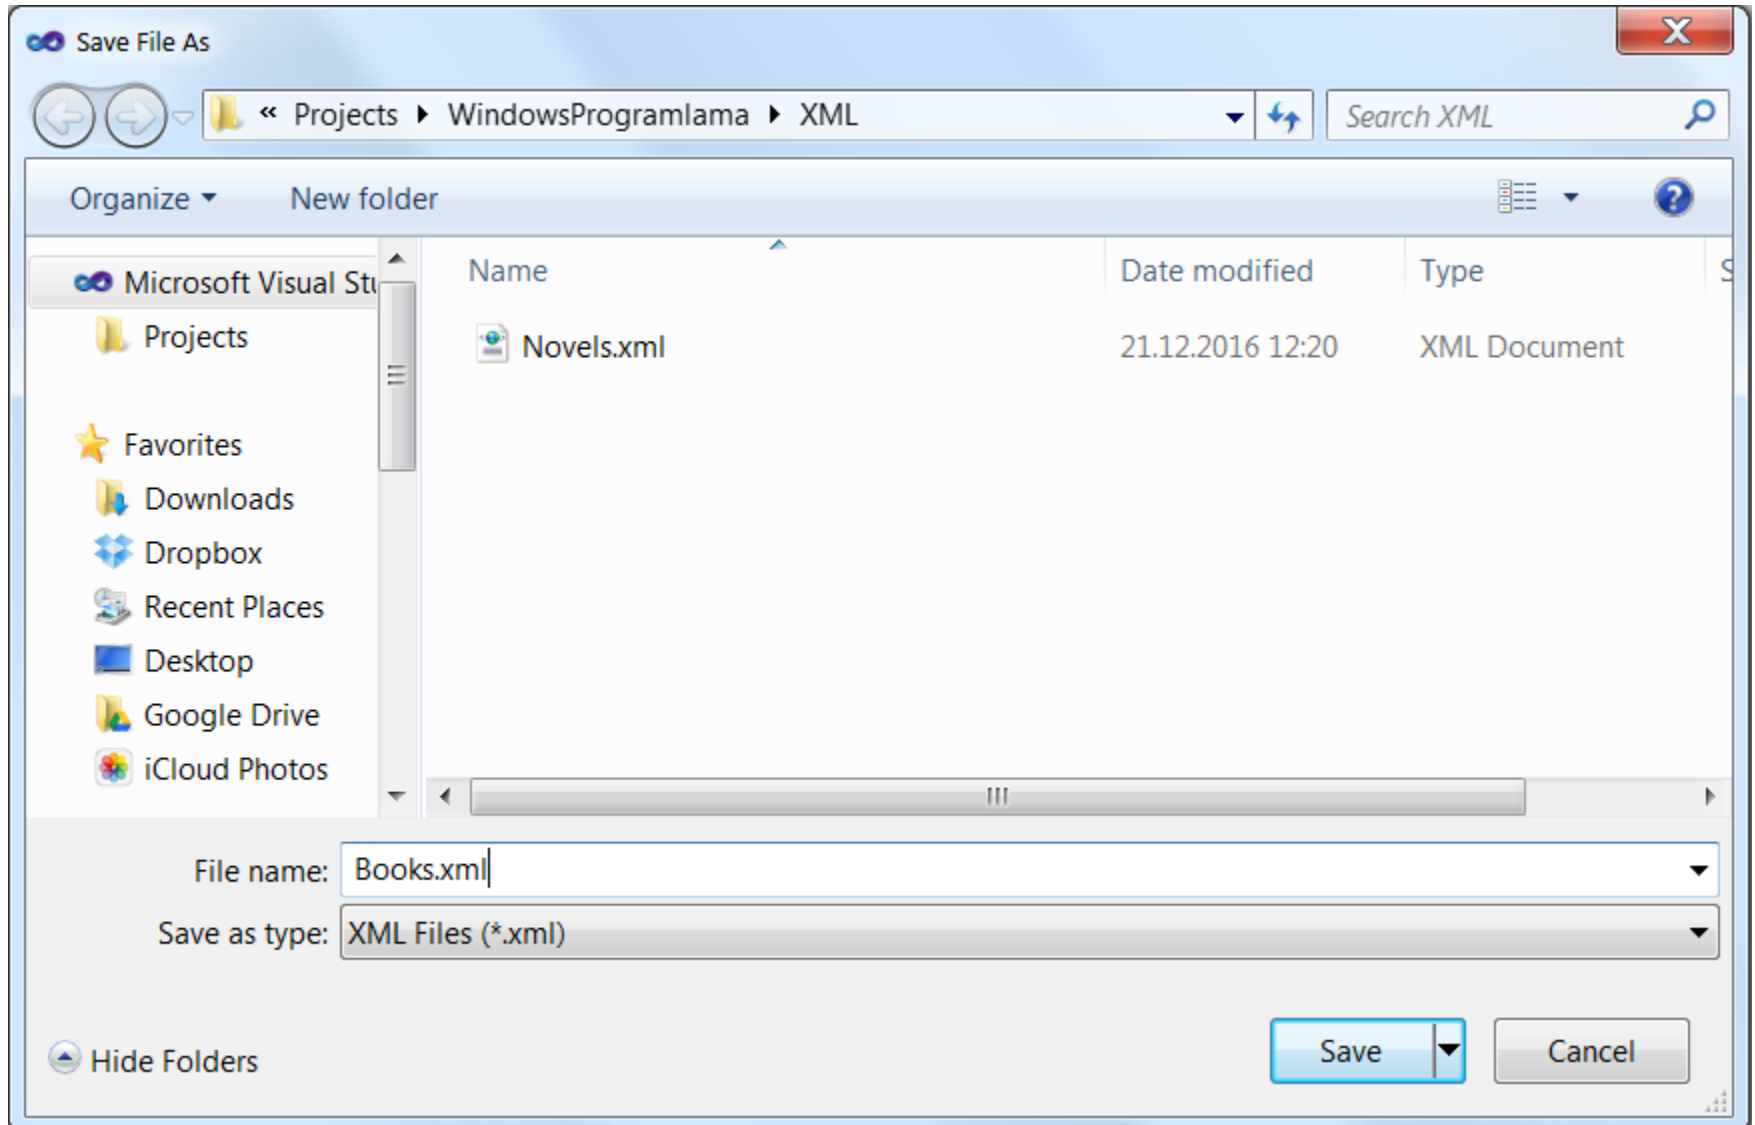 Save File As
« Projects WindowsProgramlama XML
Search XML
Organize New folder
Microsoft Visual Stu
Name Date modified Type S
Projects
Novels.xml 21.12.2016 12:20 XML Document
Favorites
Downloads
Dropbox
Recent Places
Desktop
Google Drive
iCloud Photos
File name: Books.xml
Save as type: XML Files (*.xml)
Hide Folders
Save Cancel